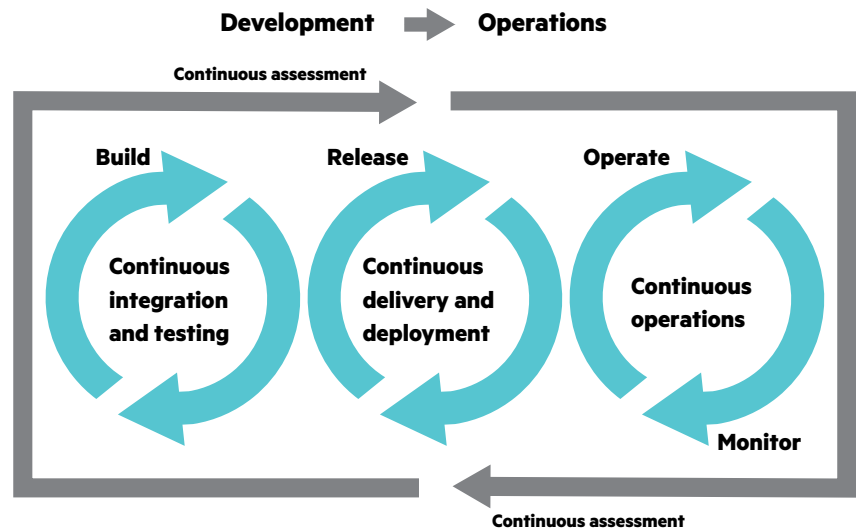 Development Operations
Continuous assessment
Build
Release
Operate
Continuous
integration
and testing
Continuous
delivery and
deployment
Continuous
operations
Monitor
Continuous assessment